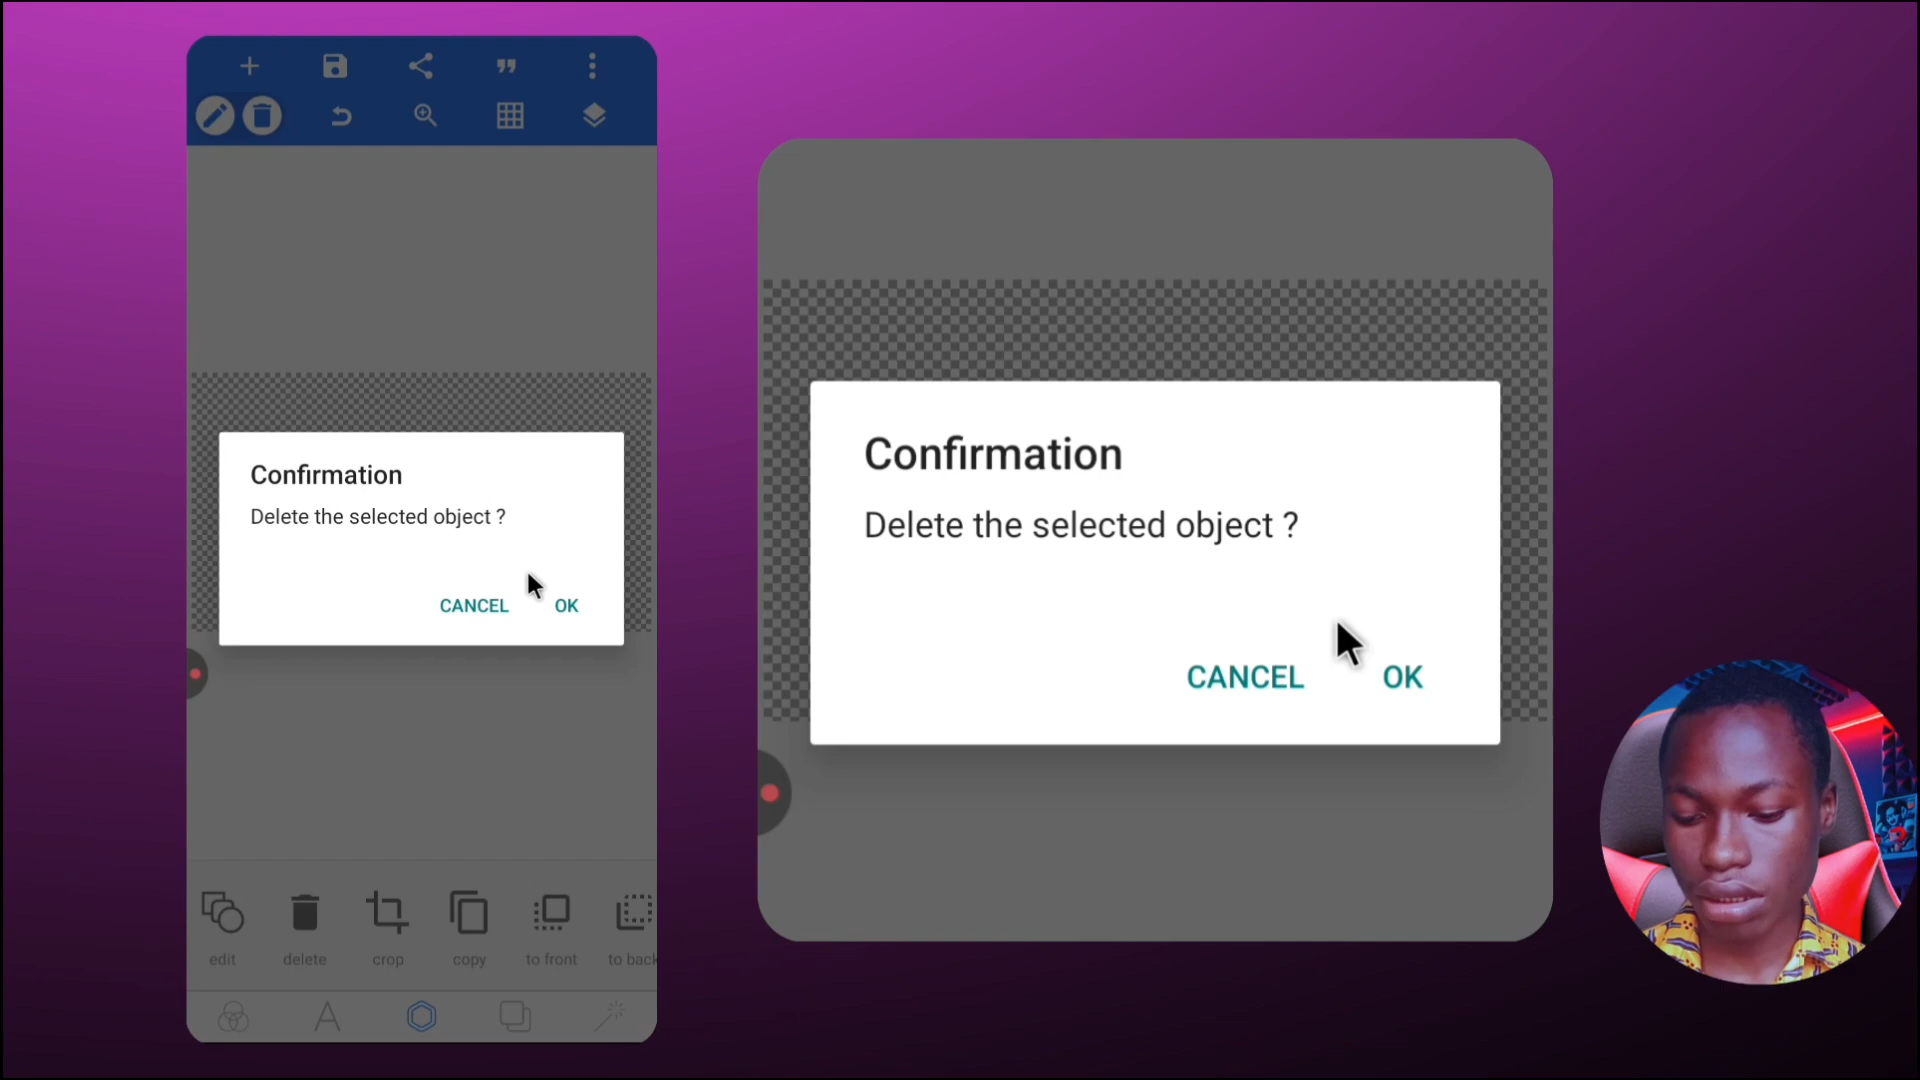 Confirmation
Delete the selected object ?
CANCEL OK
edit delete crop copy to front to back
Confirmation
Delete the selected object ?
CANCEL OK